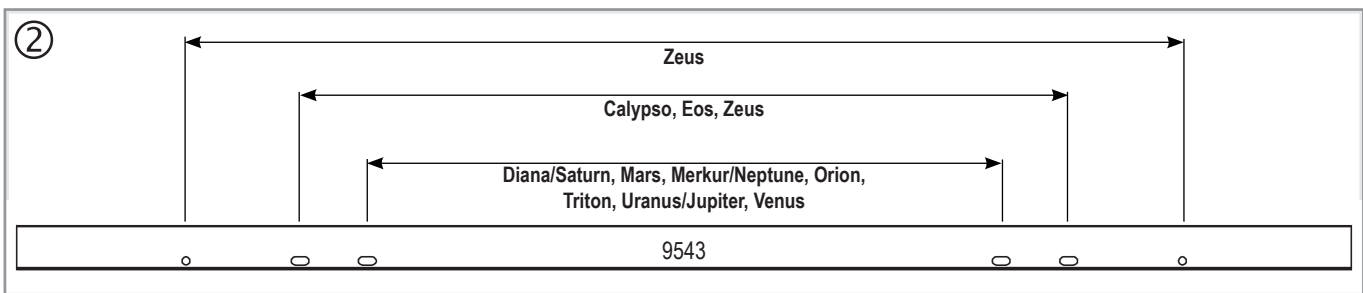 ②
Zeus
Calypso, Eos, Zeus
Diana/Saturn, Mars, Merkur/Neptune, Orion,
Triton, Uranus/Jupiter, Venus
9543